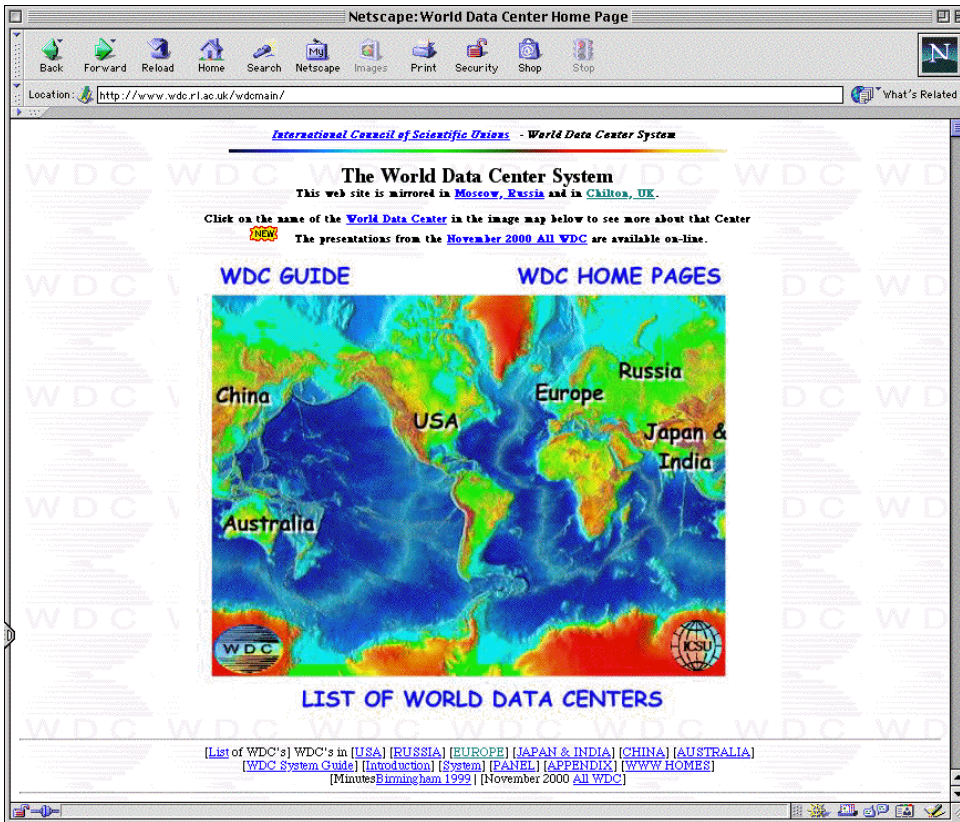 Netscape: World Data Center Home Page
Back Forward Reload Home Search Netscape Images Print Security Shop Stop
My
N
Location: http://www.wdc.rl.ac.uk/wdcmain/ What's Related
International Council of Scientific Unions - World Data Center System
The World Data Center System
This web site is mirrored in Moscow, Russia and in Chilton, UK.
Click on the name of the World Data Center in the image map below to see more about that Center
NEW The presentations from the November 2000 All WDC are available on-line.
WDC GUIDE WDC HOME PAGES
Russia
China Europe
USA
Japan &
India
Australia
WDC ICSU
LIST OF WORLD DATA CENTERS
[List of WDC's] WDC's in [USA] [RUSSIA] [EUROPE] [JAPAN & INDIA] [CHINA] [AUSTRALIA]
[WDC System Guide] [Introduction] [System] [PANEL] [APPENDIX] [WWW HOMES]
[MinutesBirmingham 1999 | [November 2000 All WDC]